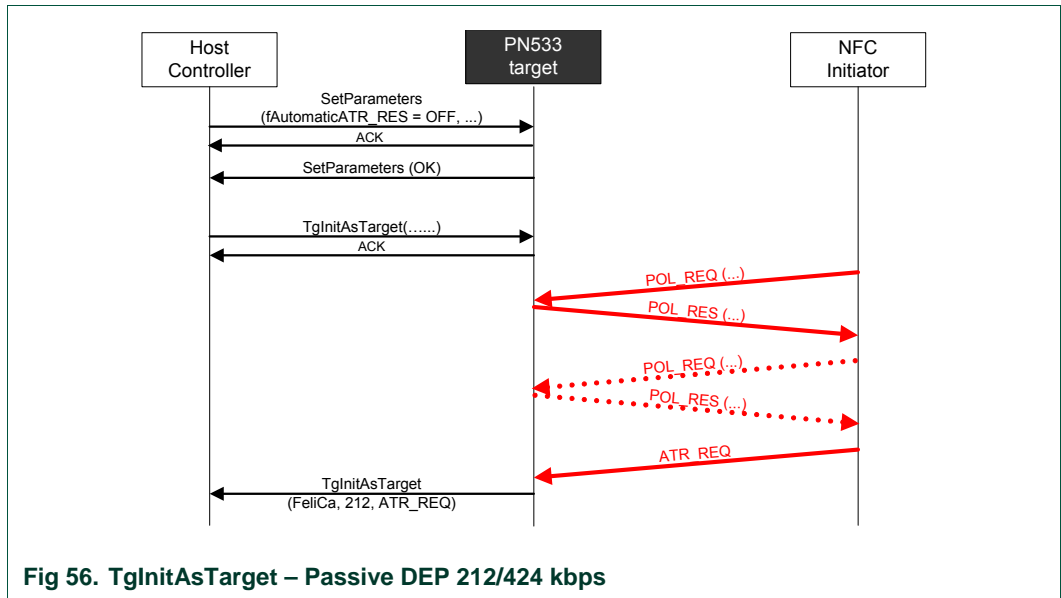 Host
Controller
PN533
target
NFC
Initiator
SetParameters
(fAutomaticATR_RES = OFF, ...)
ACK
SetParameters (OK)
TgInitAsTarget(…...)
ACK
POL_REQ (...)
POL_RES (...)
POL_REQ (...)
POL_RES (...)
ATR_REQ
TgInitAsTarget
(FeliCa, 212, ATR_REQ)
Fig 56. TgInitAsTarget – Passive DEP 212/424 kbps